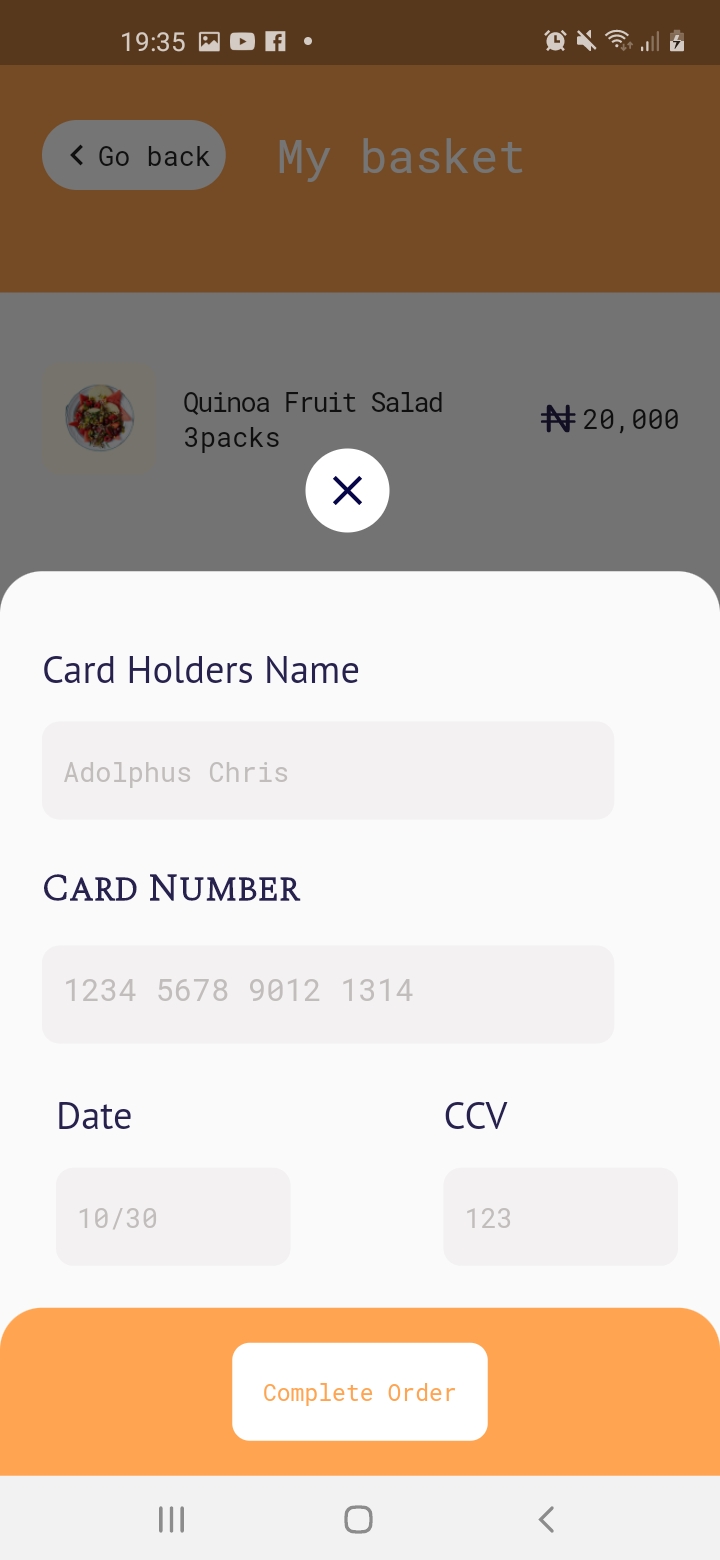 19:35
Go back
My basket
Quinoa Fruit Salad
3packs
₦ 20,000
Card Holders Name
Adolphus Chris
Card Number
1234 5678 9012 1314
Date CCV
10/30 123
Complete Order